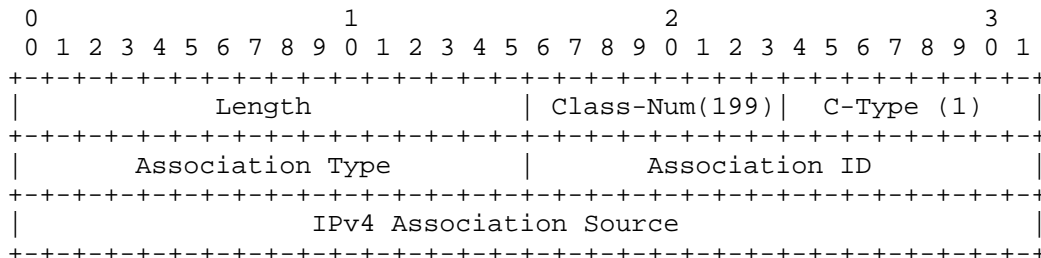 0                   1                   2                   3
 0 1 2 3 4 5 6 7 8 9 0 1 2 3 4 5 6 7 8 9 0 1 2 3 4 5 6 7 8 9 0 1
+-+-+-+-+-+-+-+-+-+-+-+-+-+-+-+-+-+-+-+-+-+-+-+-+-+-+-+-+-+-+-+-+
|            Length             | Class-Num(199)|  C-Type (1)   |
+-+-+-+-+-+-+-+-+-+-+-+-+-+-+-+-+-+-+-+-+-+-+-+-+-+-+-+-+-+-+-+-+
|       Association Type        |       Association ID          |
+-+-+-+-+-+-+-+-+-+-+-+-+-+-+-+-+-+-+-+-+-+-+-+-+-+-+-+-+-+-+-+-+
|                  IPv4 Association Source                      |
+-+-+-+-+-+-+-+-+-+-+-+-+-+-+-+-+-+-+-+-+-+-+-+-+-+-+-+-+-+-+-+-+